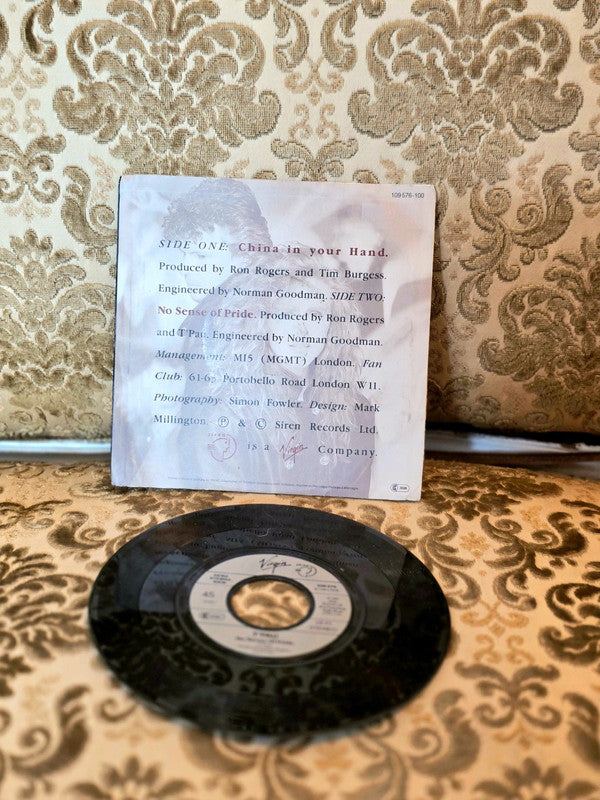 109 576-100
SIDE ONE: China in your Hand.
Produced by Ron Rogers and Tim Burgess.
Engineered by Norman Goodman. SIDE TWO:
No Sense of Pride. Produced by Ron Rogers
and T'Pau. Engineered by Norman Goodman.
Management: MI5 (MGMT) London. Fan
Club: Portobello Road London W11.
Photography: Simon Fowler. Design: Mark
Millington. Ⓟ & © Siren Records Ltd.
is a Virgin Company.
Virgin
45